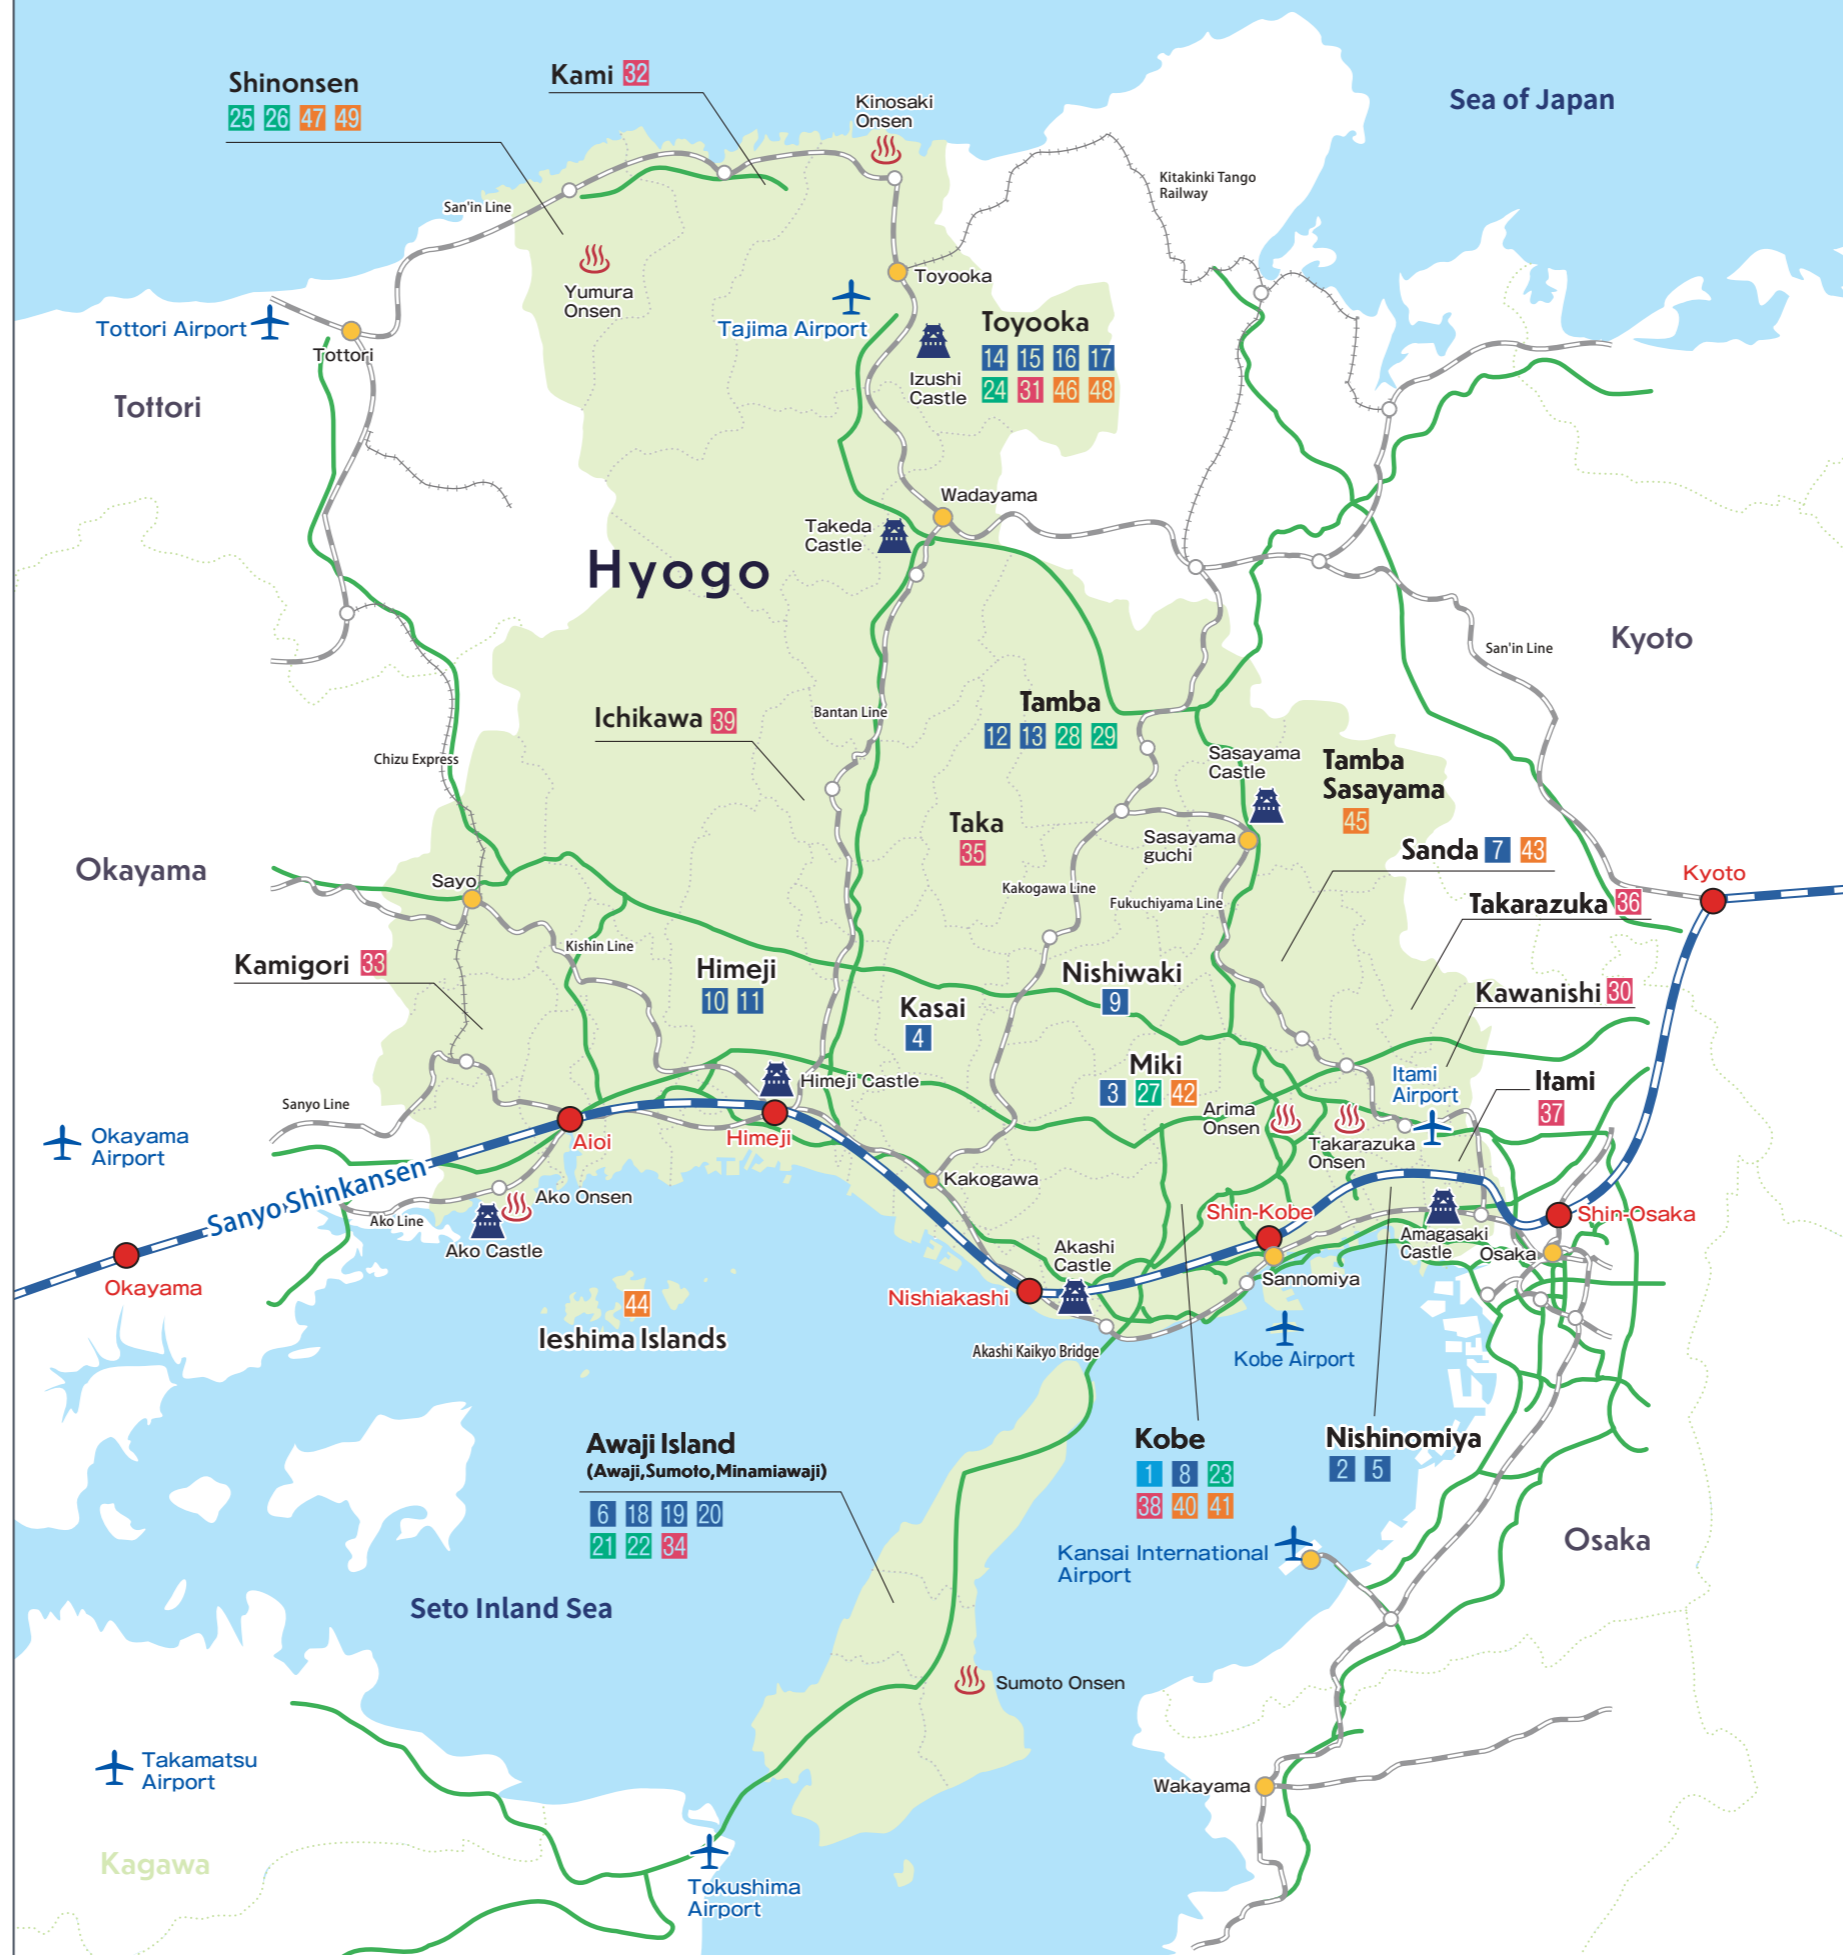 Shinonsen
25 26 47 49
Kami 32
Kinosaki
Onsen
Sea of Japan
San'in Line
Kitakinki Tango
Railway
Yumura
Onsen
Toyooka
Tottori Airport
Tottori
Tottori
Tajima Airport
Toyooka
14 15 16 17
24 31 46 48
Izushi
Castle
Wadayama
Takeda
Castle
Hyogo
Kyoto
San'in Line
Ichikawa 39
Bantan Line
Tamba
12 13 28 29
Chizu Express
Sasayama
Castle
Tamba
Sasayama
45
Taka
35
Sasayama
guchi
Sanda 7 43
Okayama
Sayo
Kakogawa Line
Fukuchiyama Line
Takarazuka 36
Kyoto
Kishin Line
Kamigori 33
Himeji
10 11
Nishiwaki
9
Kawanishi 30
Kasai
4
Miki
3 27 42
Himeji Castle
Itami
Airport
Itami
37
Sanyo Line
Arima
Onsen
Takarazuka
Onsen
Okayama
Airport
Aioi
Himeji
Sanyo Shinkansen
Kakogawa
Ako Onsen
Ako Line
Ako Castle
Shin-Kobe
Shin-Osaka
Amagasaki
Castle
Osaka
Akashi
Castle
Sannomiya
Okayama
Nishiakashi
44
Ieshima Islands
Akashi Kaikyo Bridge
Kobe Airport
Awaji Island
(Awaji,Sumoto,Minamiawaji)
6 18 19 20
21 22 34
Kobe
1 8 23
38 40 41
Nishinomiya
2 5
Osaka
Kansai International
Airport
Seto Inland Sea
Sumoto Onsen
Takamatsu
Airport
Wakayama
Kagawa
Tokushima
Airport